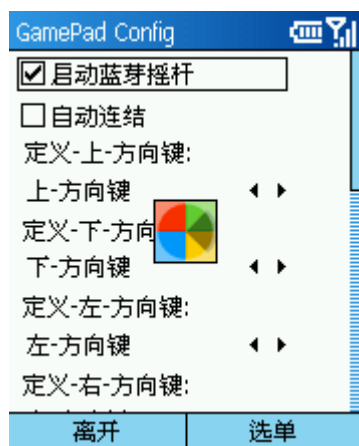 GamePad Config
启动蓝芽摇杆
自动连结
定义-上-方向键:
上-方向键
定义-下-方向
下-方向键
定义-左-方向键:
左-方向键
定义-右-方向键:
离开 选单